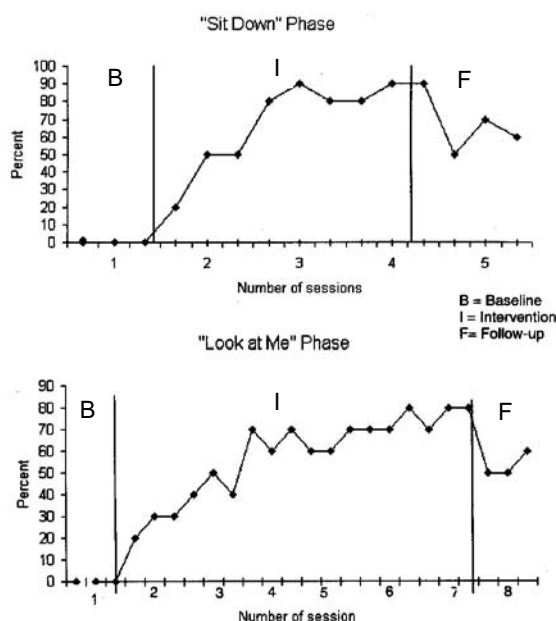 "Sit Down" Phase
B I F
100
90
80
70
60
50
40
30
20
10
0
Percent
1 2 3 4 5
Number of sessions
B = Baseline
I = Intervention
F= Follow-up
"Look at Me" Phase
B I F
90
80
70
60
50
40
30
20
10
0
Percent
1 2 3 4 5 6 7 8
Number of session